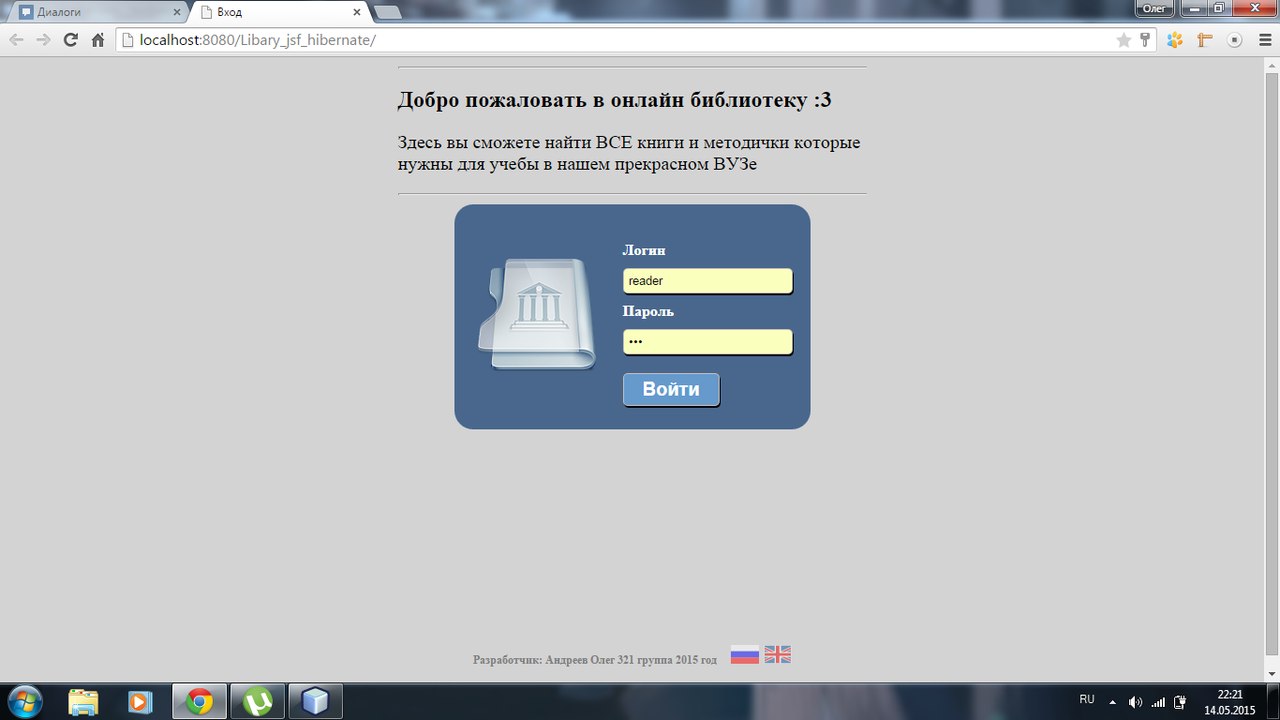 Диалоги
Вход
Олег
localhost:8080/Libary_jsf_hibernate/
Добро пожаловать в онлайн библиотеку :3
Здесь вы сможете найти ВСЕ книги и методички которые
нужны для учебы в нашем прекрасном ВУЗе
Логин
reader
Пароль
•••
Войти
Разработчик: Андреев Олег 321 группа 2015 год
RU
22:21
14.05.2015